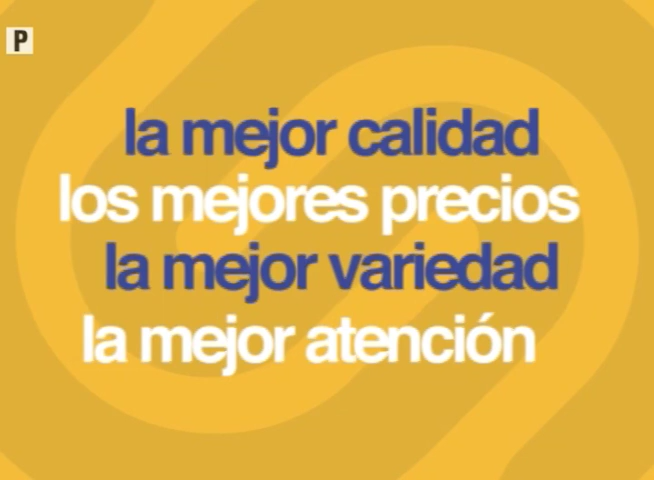 P
la mejor calidad
los mejores precios
la mejor variedad
la mejor atención